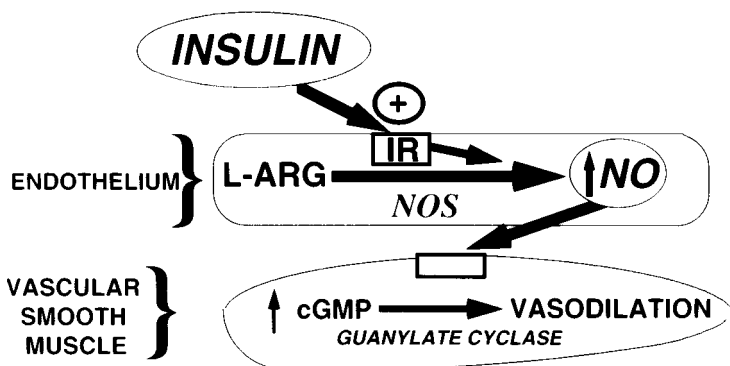 INSULIN
+
IR
ENDOTHELIUM
L-ARG
↑NO
NOS
VASCULAR
SMOOTH
MUSCLE
↑ cGMP
VASODILATION
GUANYLATE CYCLASE